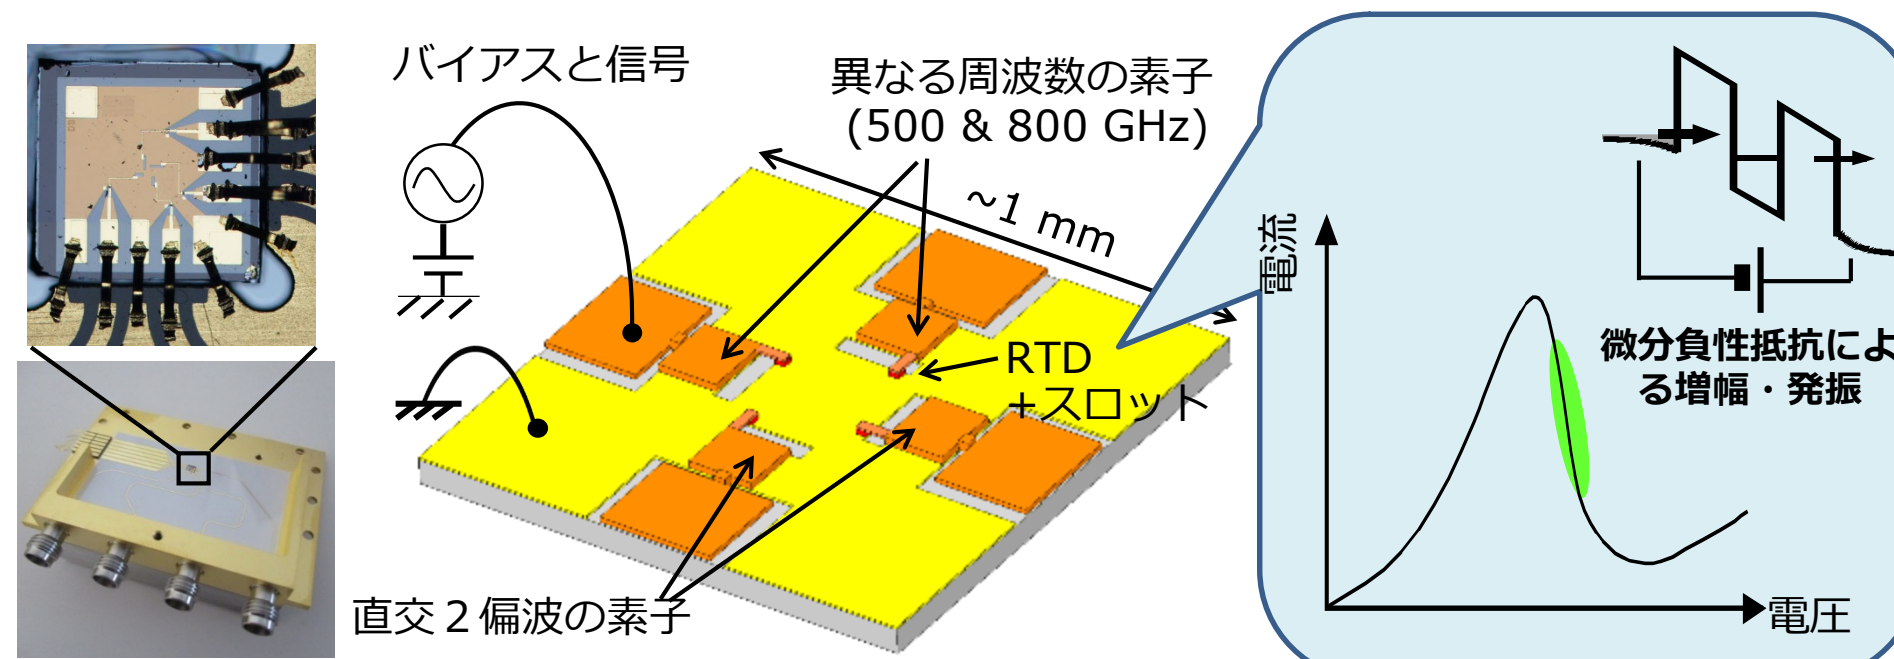 バイアスと信号
異なる周波数の素子
(500 & 800 GHz)
~1 mm
RTD
+スロット
直交２偏波の素子
電流
微分負性抵抗によ
る増幅・発振
電圧